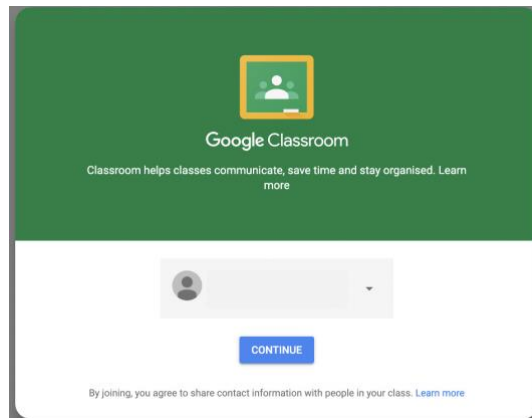 Google Classroom
Classroom helps classes communicate, save time and stay organised. Learn
more
CONTINUE
By joining, you agree to share contact information with people in your class. Learn more